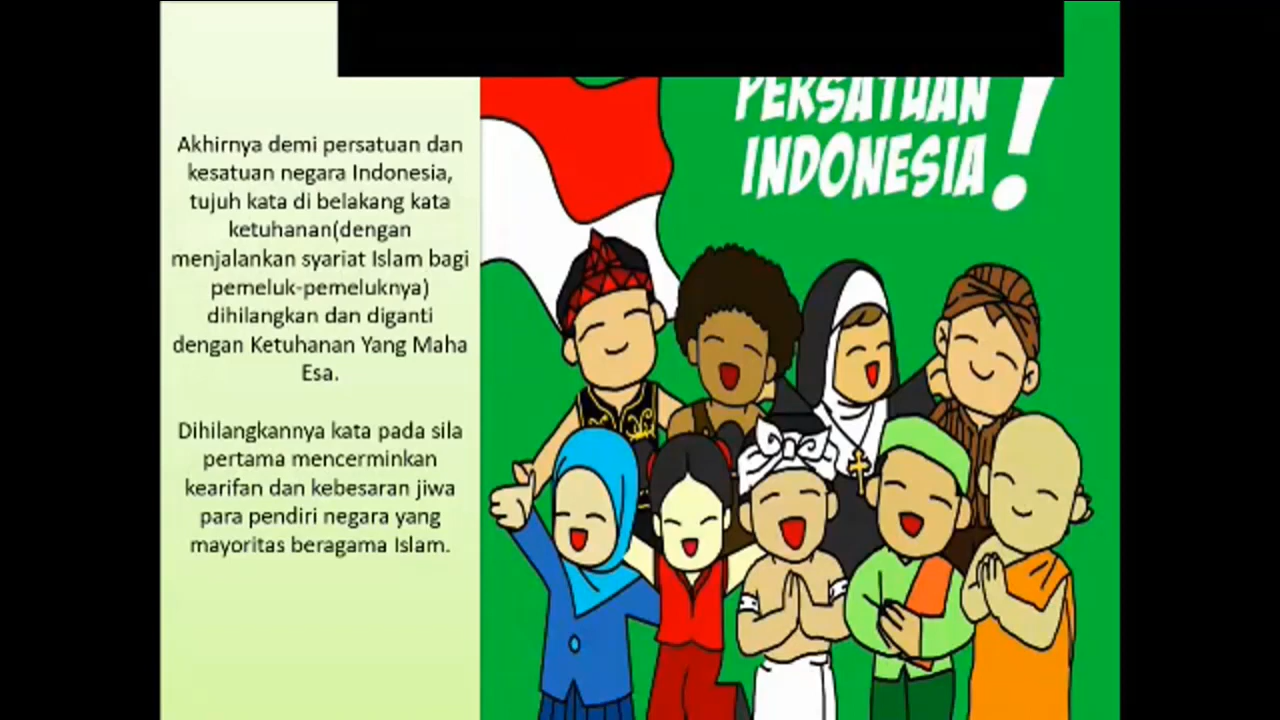 Akhirnya demi persatuan dan
kesatuan negara Indonesia,
tujuh kata di belakang kata
ketuhanan(dengan
menjalankan syariat Islam bagi
pemeluk-pemeluknya)
dihilangkan dan diganti
dengan Ketuhanan Yang Maha
Esa.
Dihilangkannya kata pada sila
pertama mencerminkan
kearifan dan kebesaran jiwa
para pendiri negara yang
mayoritas beragama Islam.
PERSATUAN
INDONESIA!